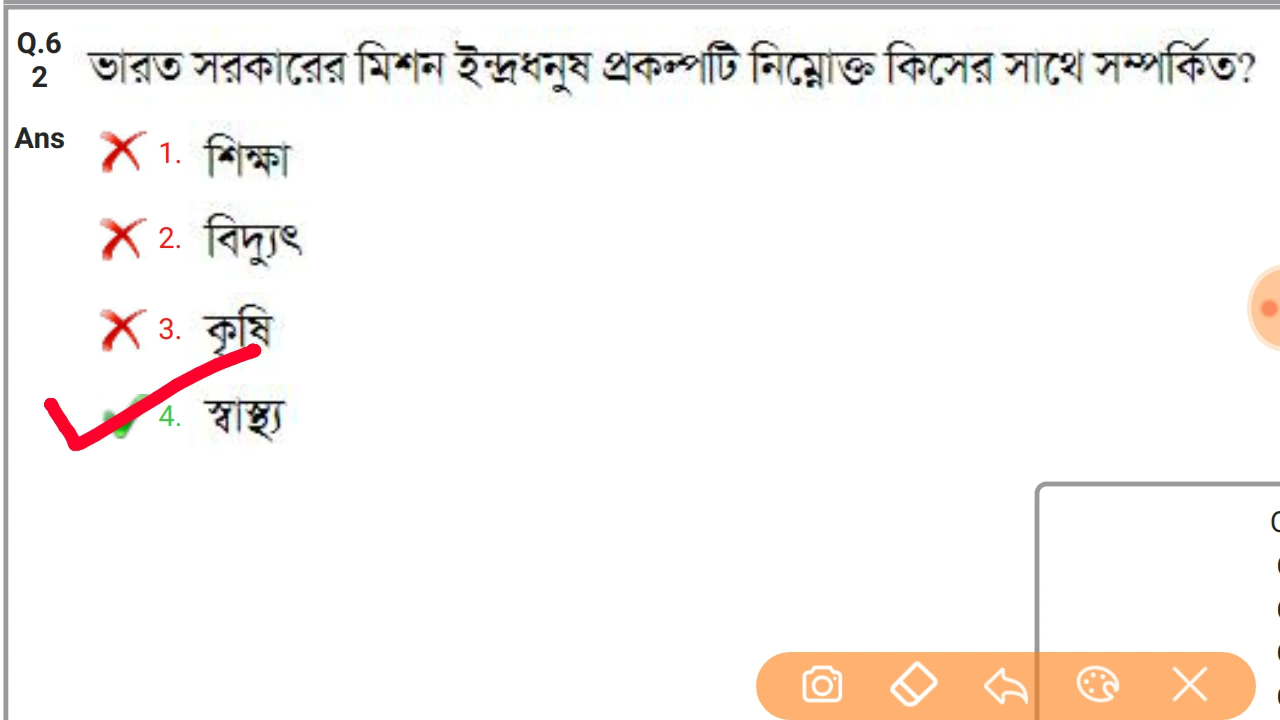 Q.6
2
ভারত সরকারের মিশন ইন্দ্রধনুষ প্রকল্পটি নিম্নোক্ত কিসের সাথে সম্পর্কিত?
Ans
1. শিক্ষা
2. বিদ্যুৎ
3. কৃষি
4. স্বাস্থ্য